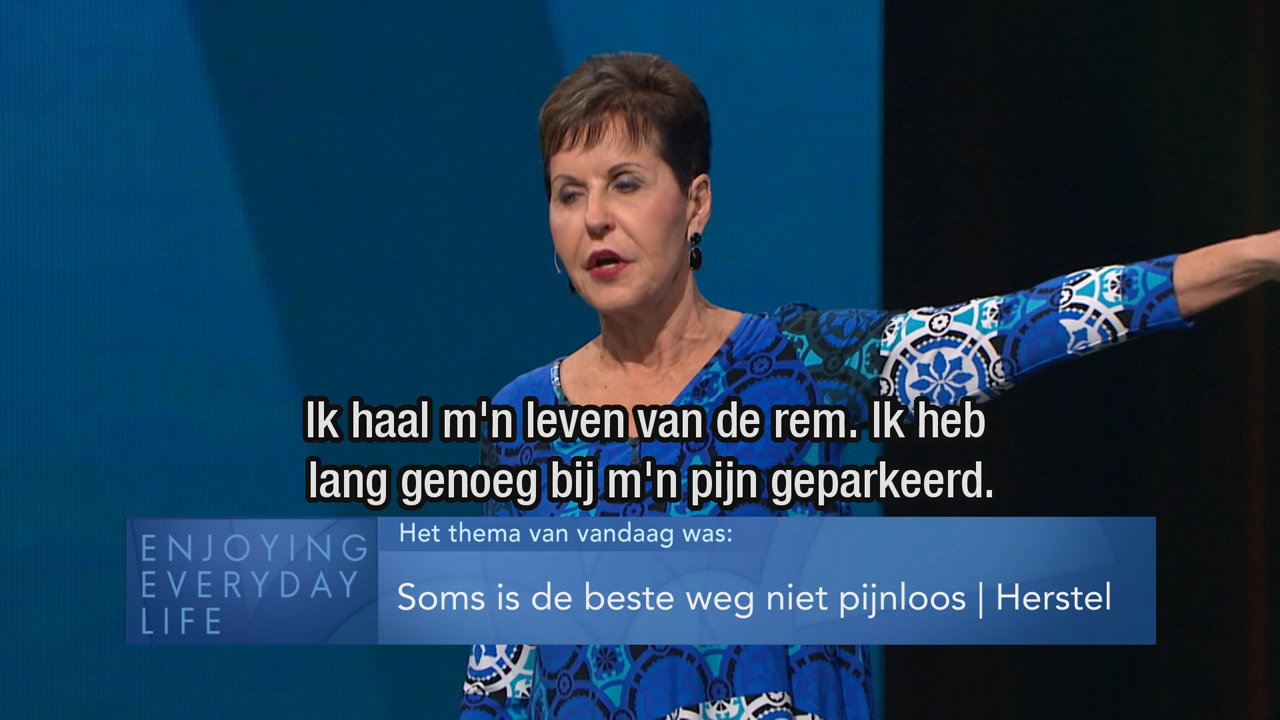 Ik haal m'n leven van de rem. Ik heb
lang genoeg bij m'n pijn geparkeerd.
ENJOYING
EVERYDAY
LIFE
Het thema van vandaag was:
Soms is de beste weg niet pijnloos | Herstel